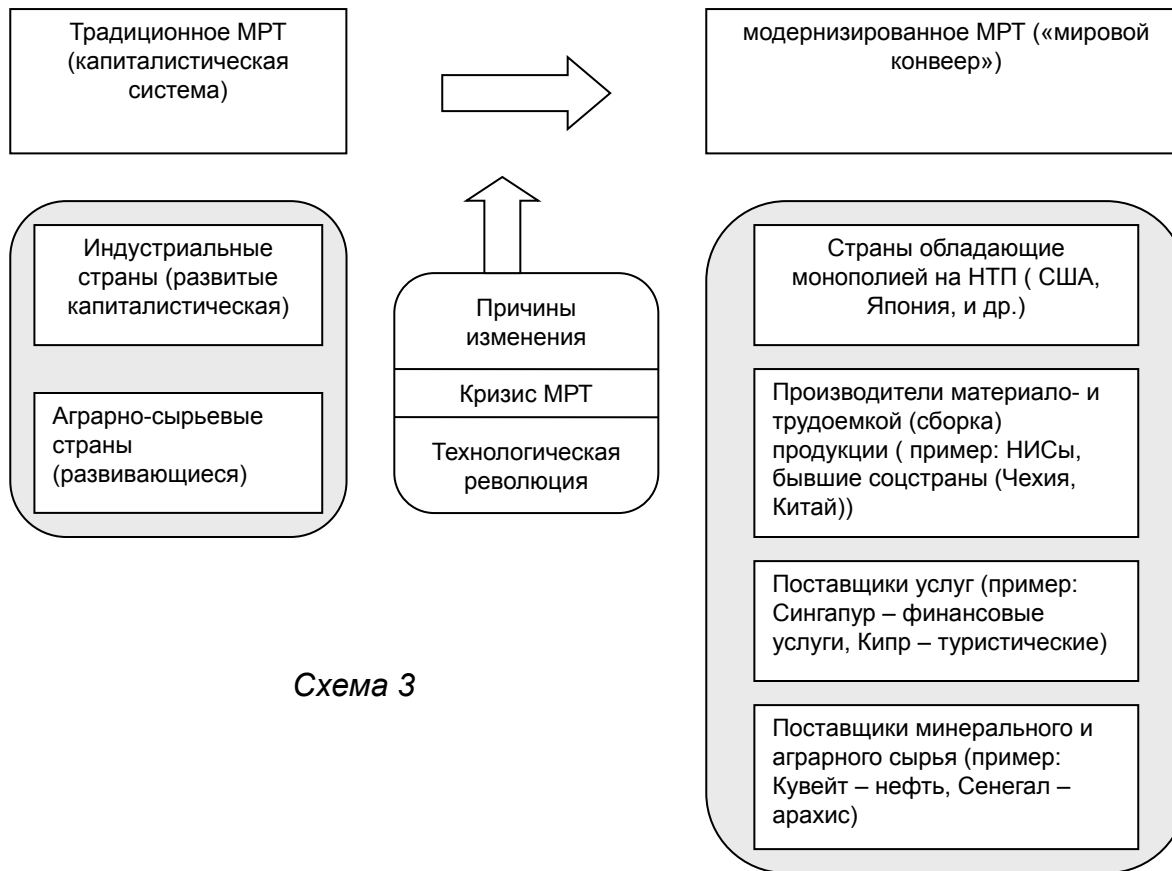 Традиционное МРТ
(капиталистическая
система)
модернизированное МРТ («мировой
конвеер»)
Индустриальные
страны (развитые
капиталистическая)
Аграрно-сырьевые
страны
(развивающиеся)
Причины
изменения
Кризис МРТ
Технологическая
революция
Страны обладающие
монополией на НТП ( США,
Япония, и др.)
Производители материало- и
трудоемкой (сборка)
продукции ( пример: НИСы,
бывшие соцстраны (Чехия,
Китай))
Поставщики услуг (пример:
Сингапур – финансовые
услуги, Кипр – туристические)
Поставщики минерального и
аграрного сырья (пример:
Кувейт – нефть, Сенегал –
арахис)
Схема 3